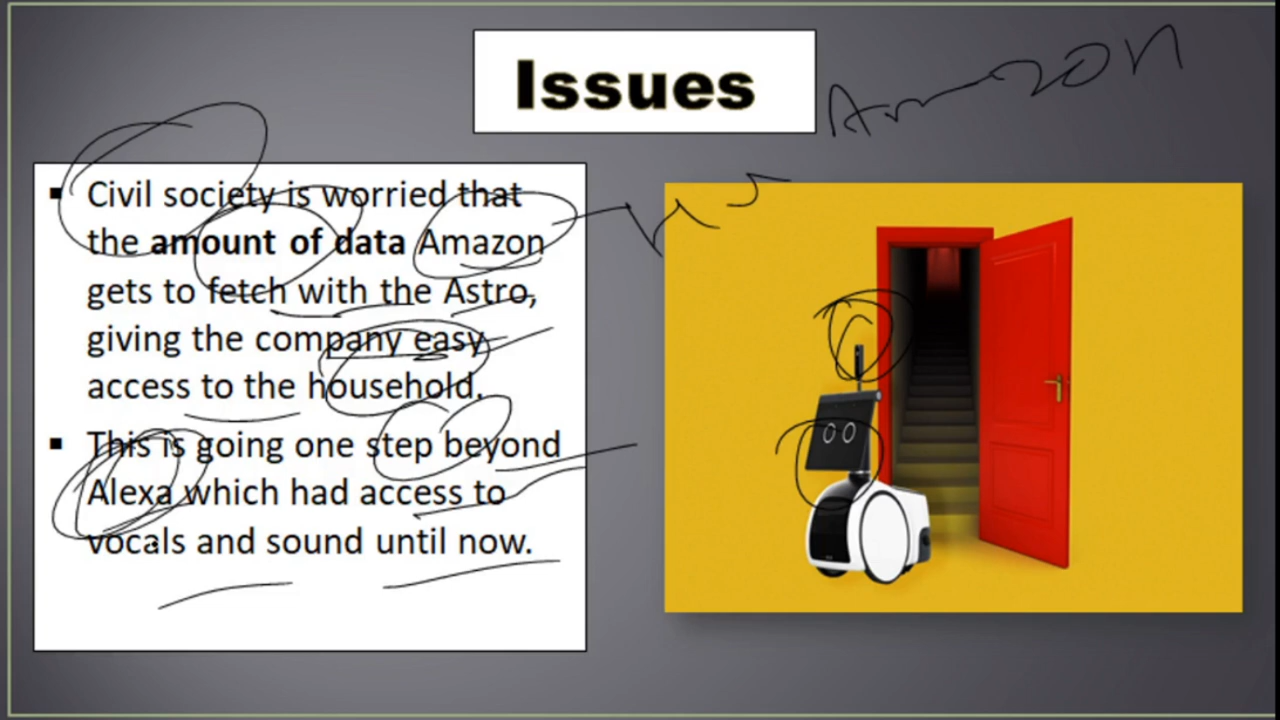 Issues
Amazon
▪ Civil society is worried that
the amount of data Amazon
gets to fetch with the Astro,
giving the company easy
access to the household.
▪ This is going one step beyond
Alexa which had access to
vocals and sound until now.